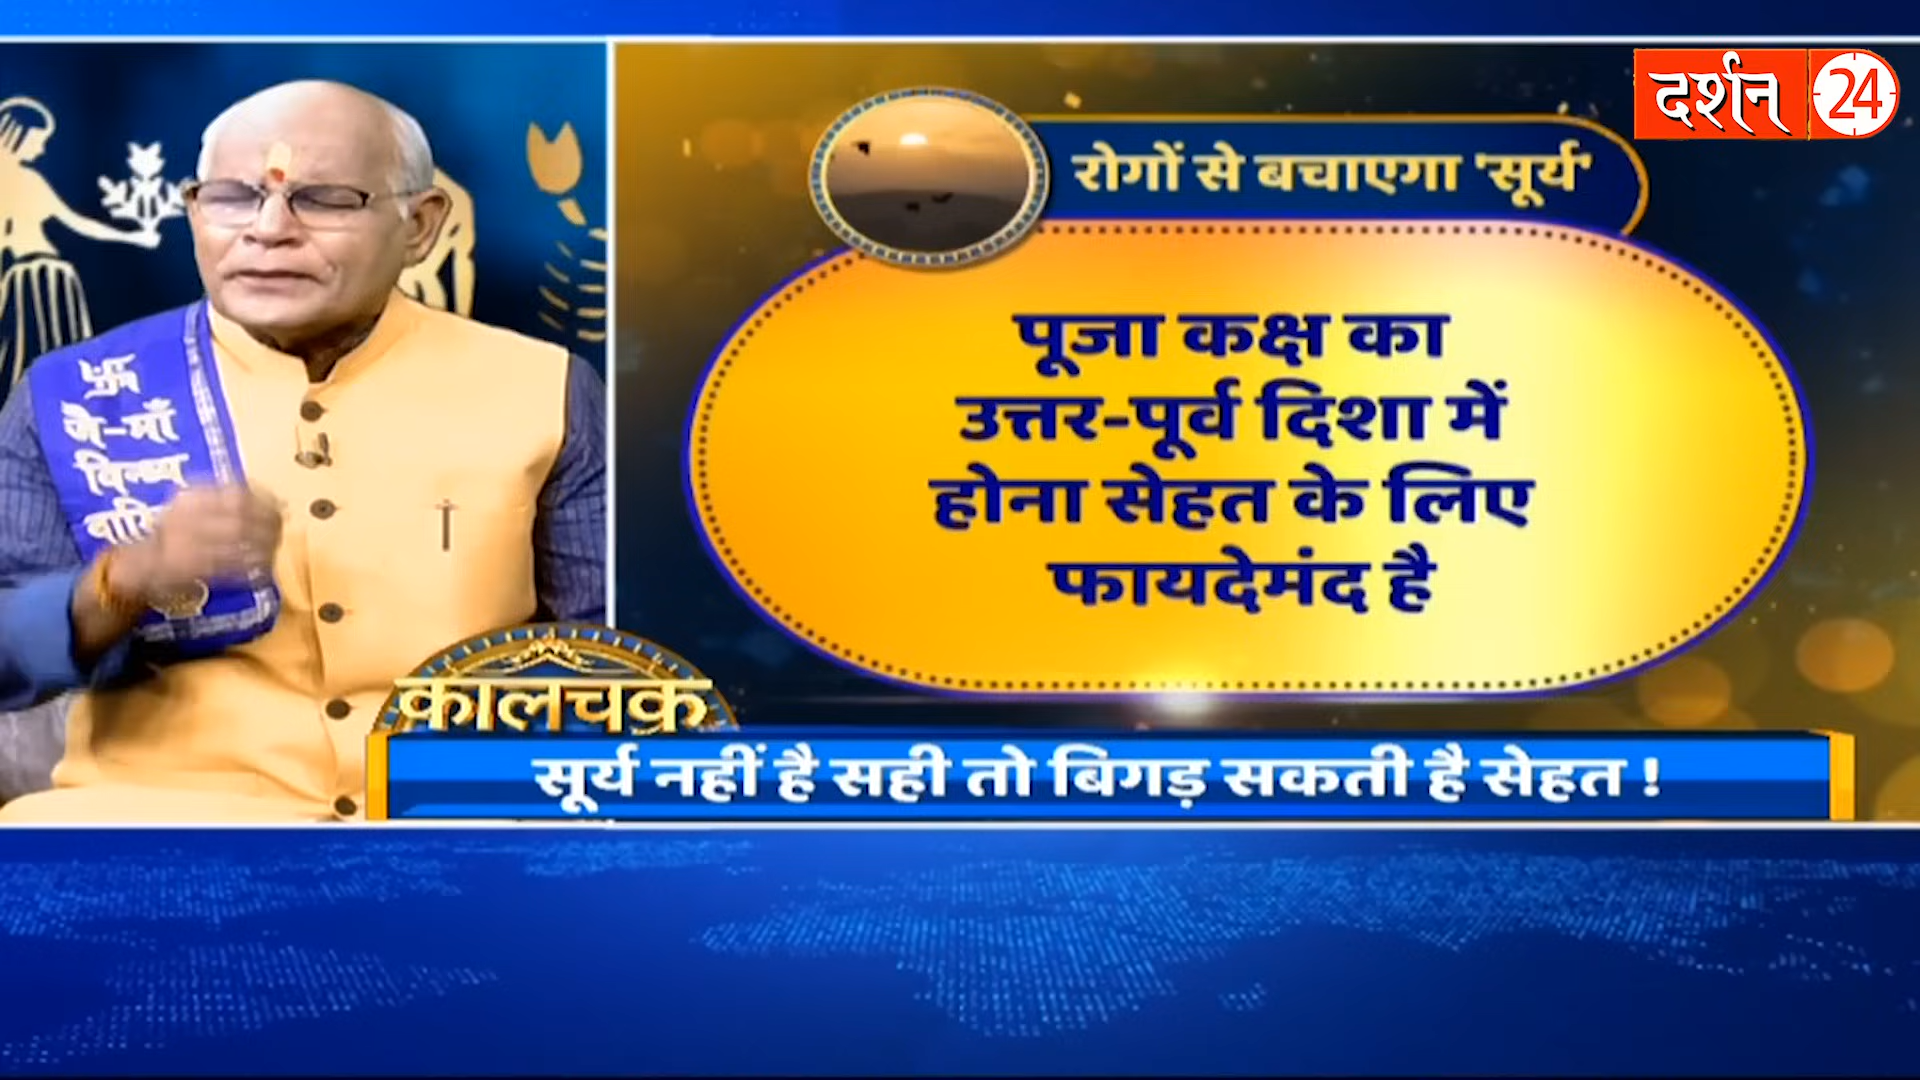 दर्शन 24
रोगों से बचाएगा 'सूर्य'
पूजा कक्ष का
उत्तर-पूर्व दिशा में
होना सेहत के लिए
फायदेमंद है
जै-माँ
विन्ध्य
कालचक्र
सूर्य नहीं है सही तो बिगड़ सकती है सेहत !